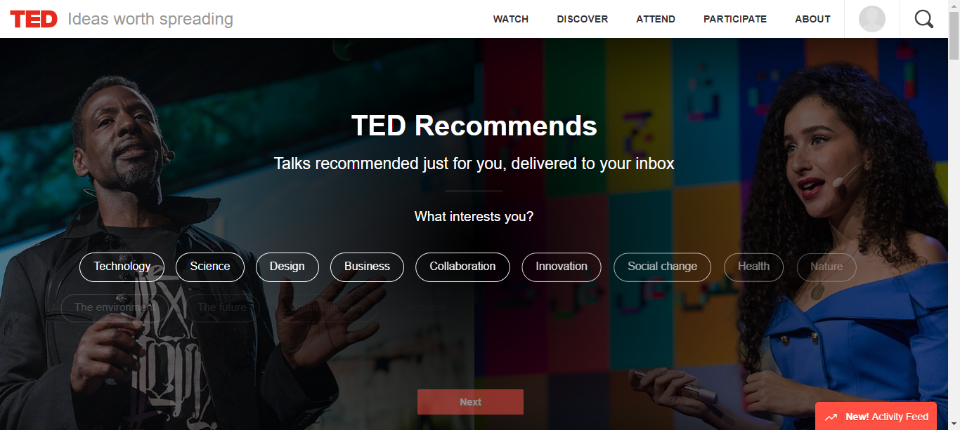 TED Ideas worth spreading WATCH DISCOVER ATTEND PARTICIPATE ABOUT
TED Recommends
Talks recommended just for you, delivered to your inbox
What interests you?
Technology Science Design Business Collaboration Innovation Social change Health Nature
The environment The future
Next
New! Activity Feed